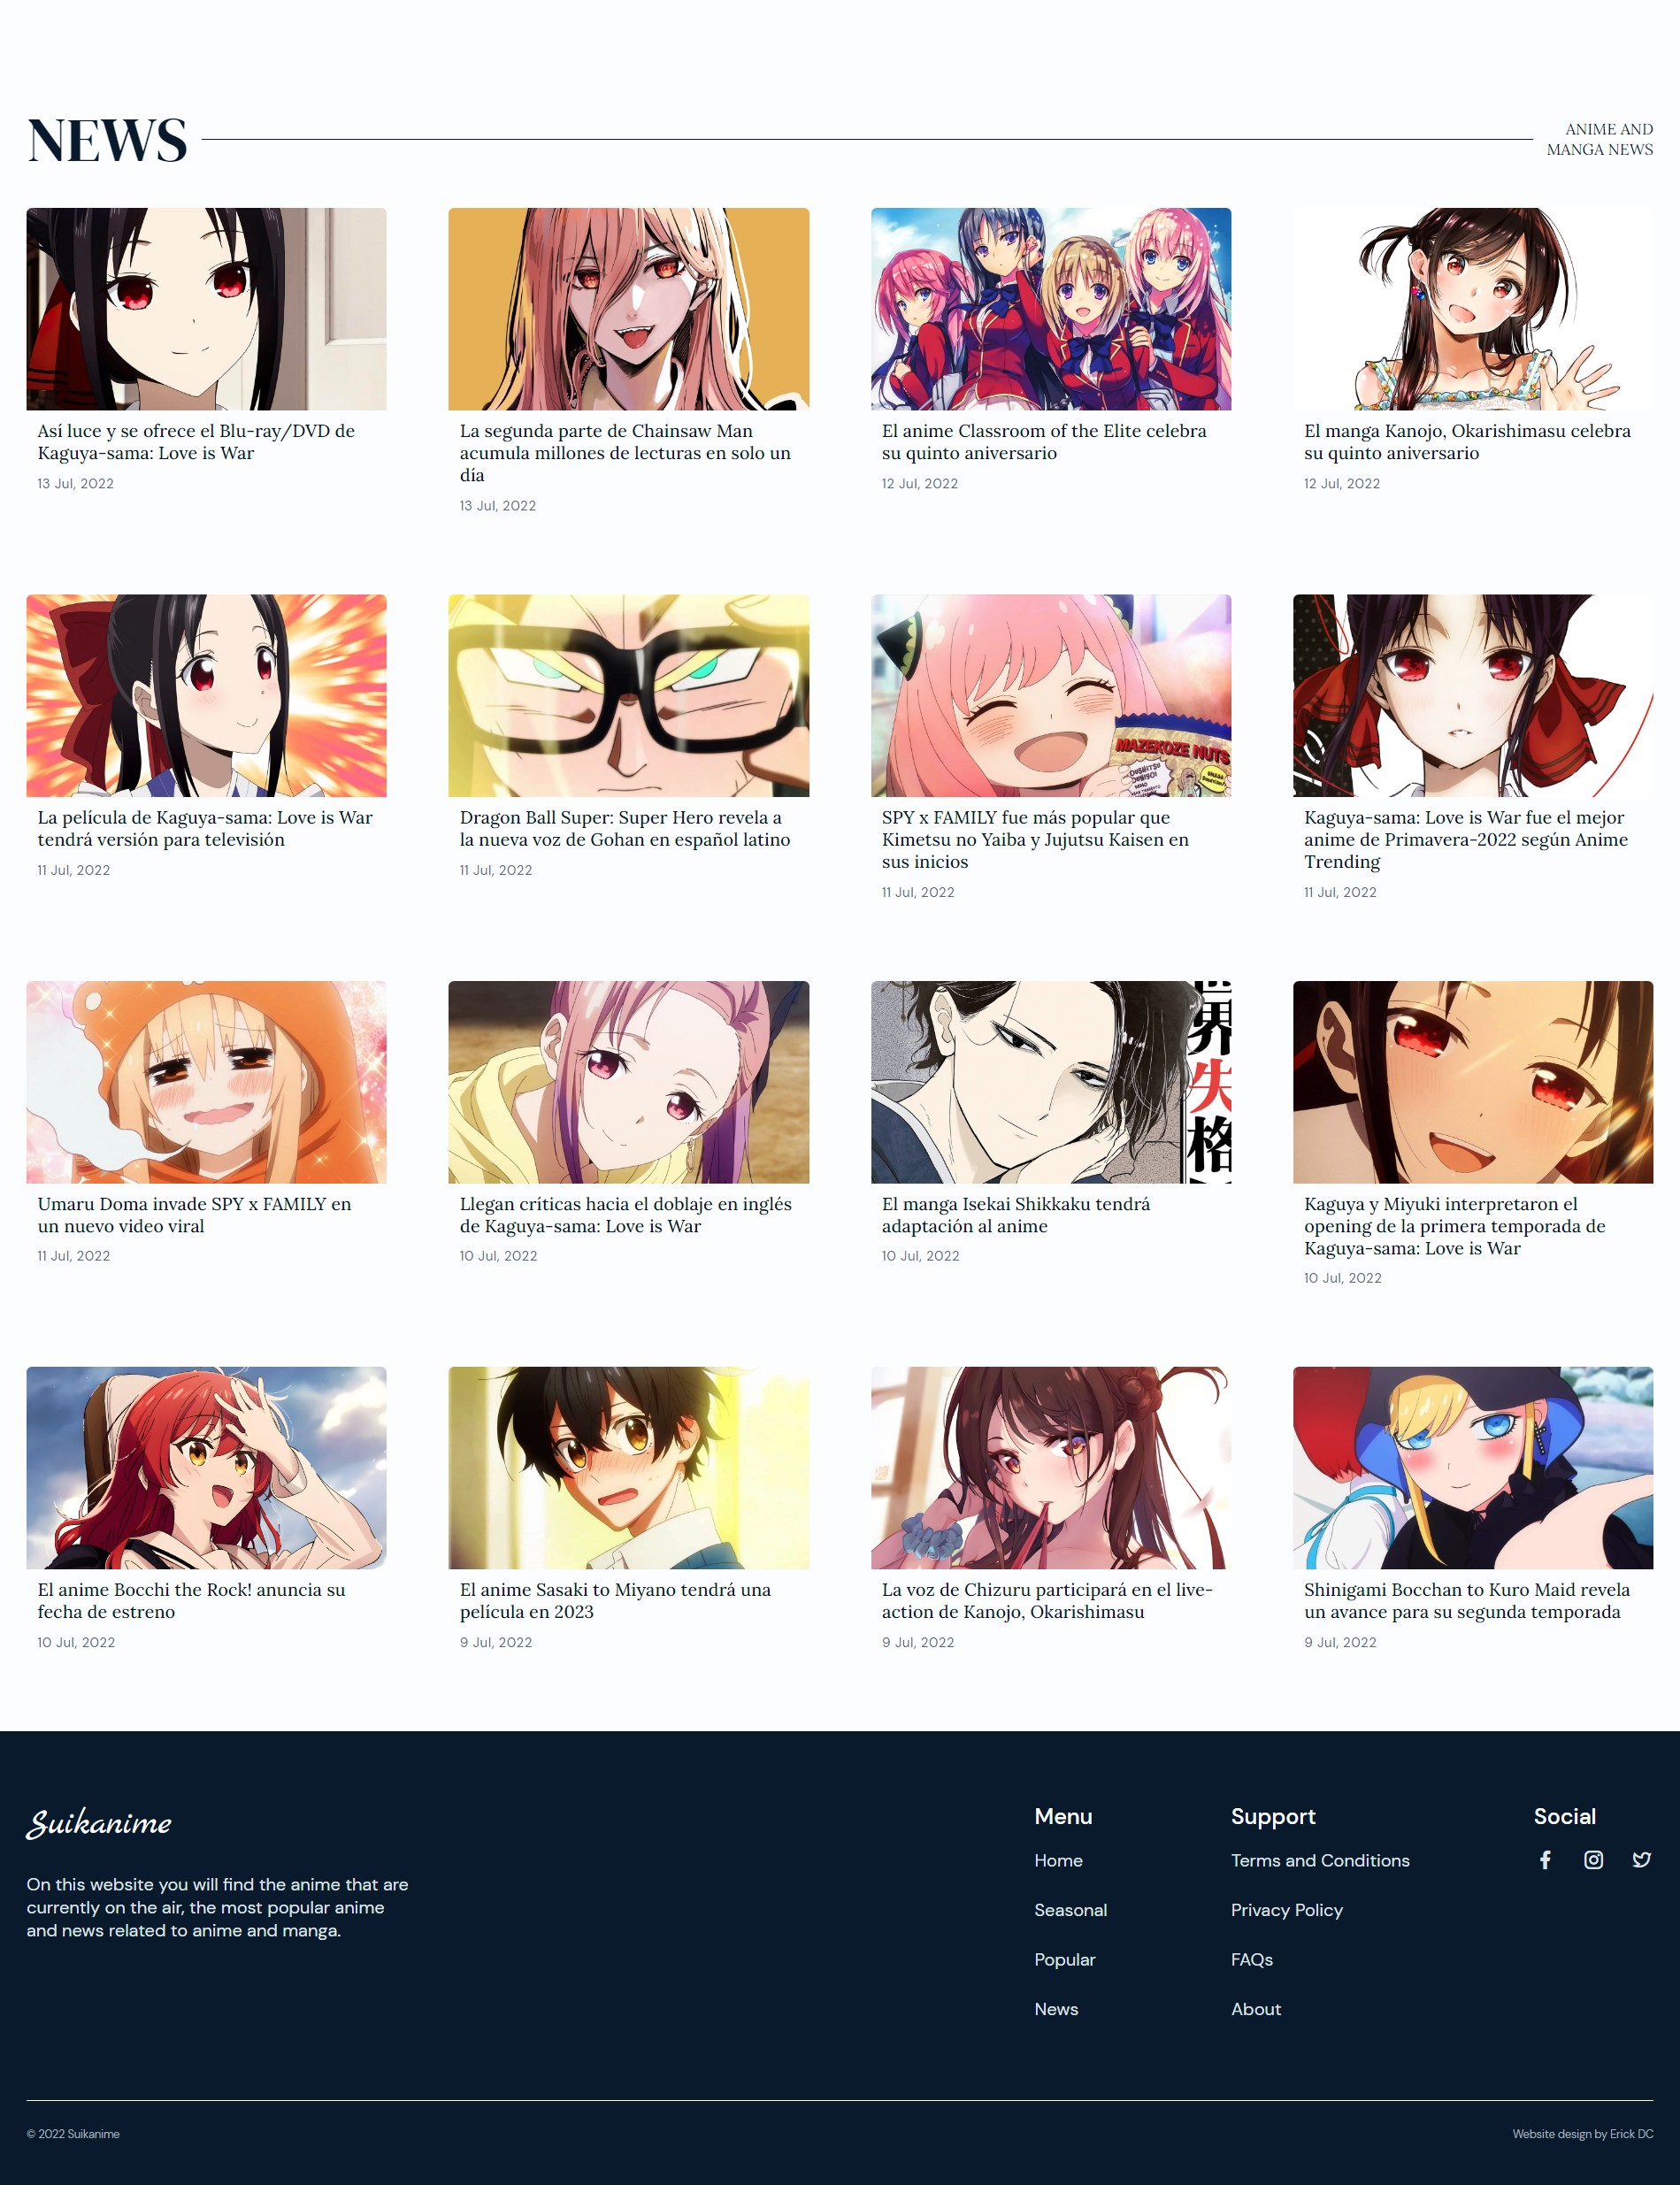 NEWS
ANIME AND
MANGA NEWS
Así luce y se ofrece el Blu-ray/DVD de
Kaguya-sama: Love is War
13 Jul, 2022
La segunda parte de Chainsaw Man
acumula millones de lecturas en solo un
día
13 Jul, 2022
El anime Classroom of the Elite celebra
su quinto aniversario
12 Jul, 2022
El manga Kanojo, Okarishimasu celebra
su quinto aniversario
12 Jul, 2022
MAZEKOZE NUTS
La película de Kaguya-sama: Love is War
tendrá versión para televisión
11 Jul, 2022
Dragon Ball Super: Super Hero revela a
la nueva voz de Gohan en español latino
11 Jul, 2022
SPY x FAMILY fue más popular que
Kimetsu no Yaiba y Jujutsu Kaisen en
sus inicios
11 Jul, 2022
Kaguya-sama: Love is War fue el mejor
anime de Primavera-2022 según Anime
Trending
11 Jul, 2022
界失格
Umaru Doma invade SPY x FAMILY en
un nuevo video viral
11 Jul, 2022
Llegan críticas hacia el doblaje en inglés
de Kaguya-sama: Love is War
10 Jul, 2022
El manga Isekai Shikkaku tendrá
adaptación al anime
10 Jul, 2022
Kaguya y Miyuki interpretaron el
opening de la primera temporada de
Kaguya-sama: Love is War
10 Jul, 2022
El anime Bocchi the Rock! anuncia su
fecha de estreno
10 Jul, 2022
El anime Sasaki to Miyano tendrá una
película en 2023
9 Jul, 2022
La voz de Chizuru participará en el live-
action de Kanojo, Okarishimasu
9 Jul, 2022
Shinigami Bocchan to Kuro Maid revela
un avance para su segunda temporada
9 Jul, 2022
Suikanime
On this website you will find the anime that are
currently on the air, the most popular anime
and news related to anime and manga.
Menu
Home
Seasonal
Popular
News
Support
Terms and Conditions
Privacy Policy
FAQs
About
Social
© 2022 Suikanime
Website design by Erick DC